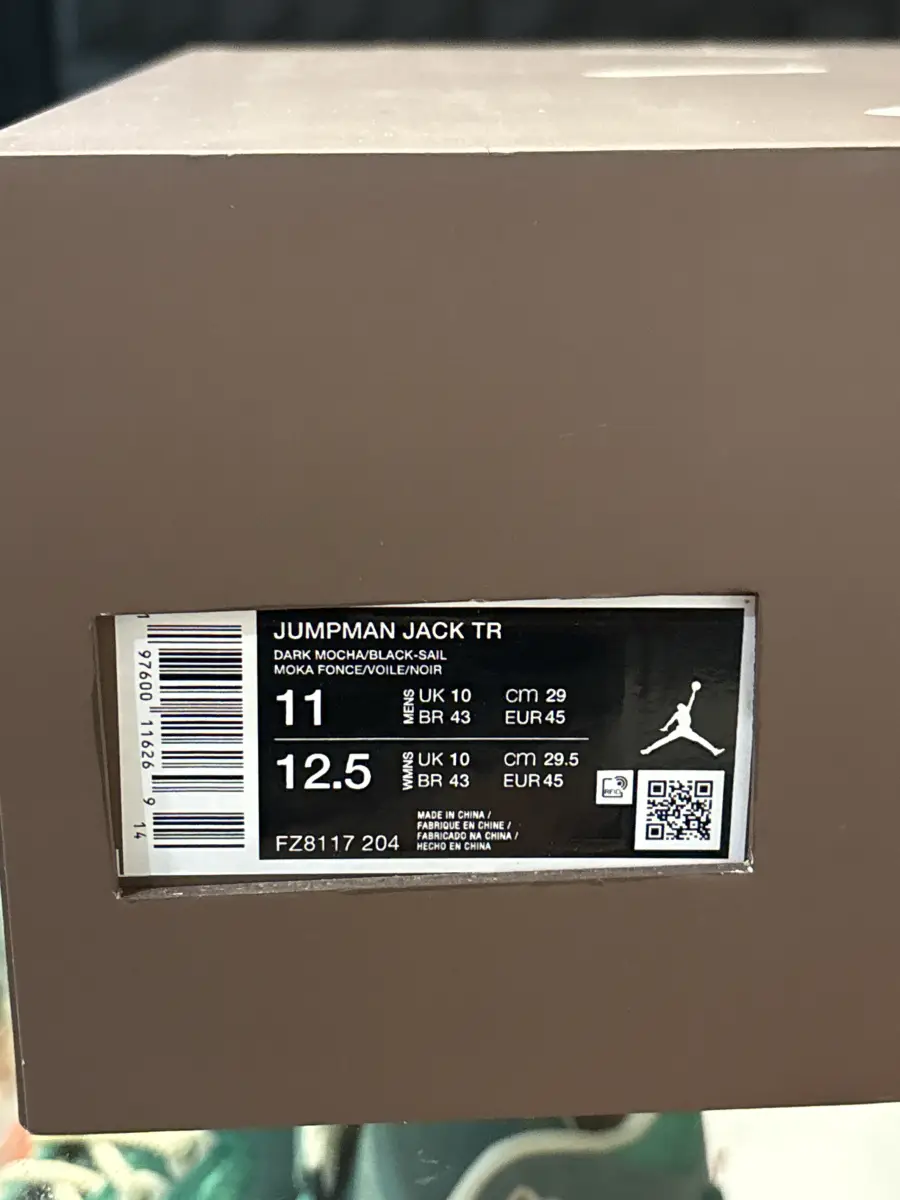 JUMPMAN JACK TR
DARK MOCHA/BLACK-SAIL
MOKA FONCE/VOILE/NOIR
11 MENS UK 10 CM 29
BR 43 EUR 45
12.5 WMNS UK 10 CM 29.5
BR 43 EUR 45
FZ8117 204
MADE IN CHINA /
FABRIQUE EN CHINE /
FABRICADO NA CHINA /
HECHO EN CHINA
RFID
1 97600 11626 9 14